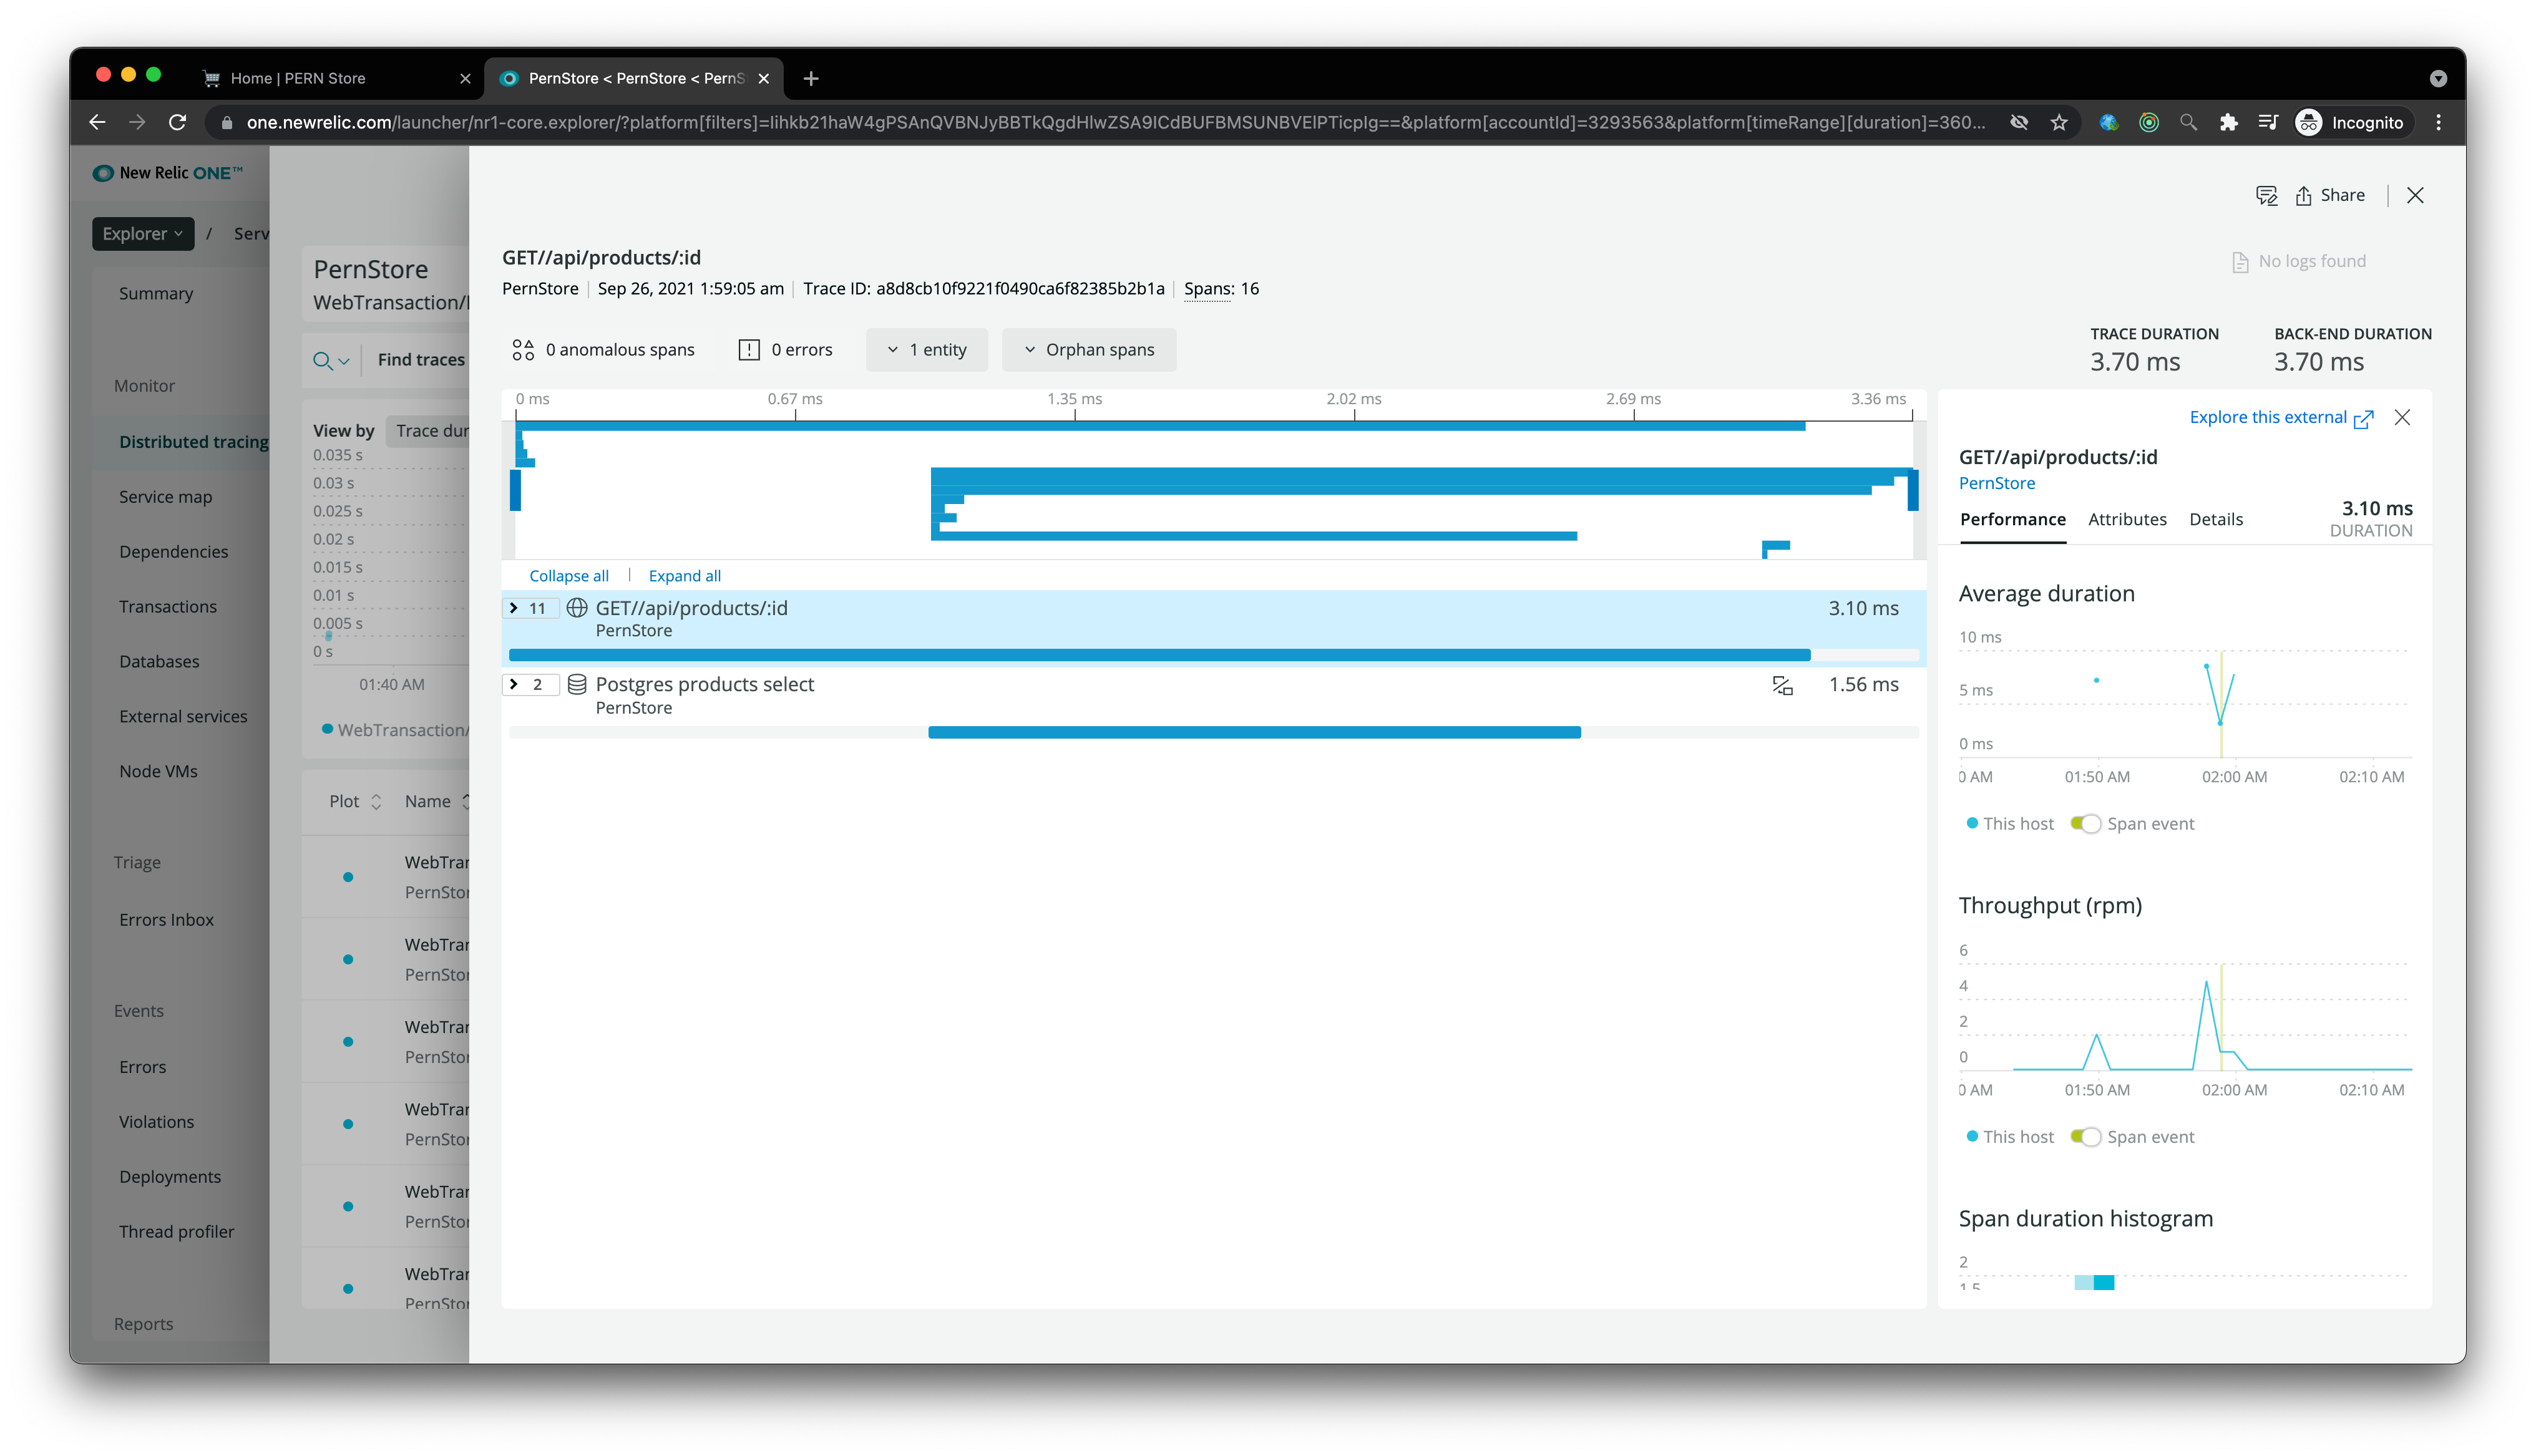 Home | PERN Store
PernStore < PernStore < PernS
one.newrelic.com/launcher/nr1-core.explorer/?platform[filters]=Iihkb21haW4gPSAnQVBNJyBBTkQgdHlwZSA9ICdBUFBMSUNBVElPTicpIg==&platform[accountId]=3293563&platform[timeRange][duration]=360...
Incognito
New Relic ONE™
Explorer / Serv
Summary
Monitor
Distributed tracing
Service map
Dependencies
Transactions
Databases
External services
Node VMs
Triage
Errors Inbox
Events
Errors
Violations
Deployments
Thread profiler
Reports
PernStore
WebTransaction/
Find traces
View by Trace dur
0.035 s
0.03 s
0.025 s
0.02 s
0.015 s
0.01 s
0.005 s
0 s
01:40 AM
WebTransaction/
Plot Name
WebTran
PernStor
WebTran
PernStor
WebTran
PernStor
WebTran
PernStor
WebTran
PernStor
WebTran
PernStor
Share
GET//api/products/:id
No logs found
PernStore | Sep 26, 2021 1:59:05 am | Trace ID: a8d8cb10f9221f0490ca6f82385b2b1a | Spans: 16
0 anomalous spans 0 errors 1 entity Orphan spans
TRACE DURATION
3.70 ms
BACK-END DURATION
3.70 ms
0 ms 0.67 ms 1.35 ms 2.02 ms 2.69 ms 3.36 ms
Collapse all | Expand all
11 GET//api/products/:id 3.10 ms
PernStore
2 Postgres products select 1.56 ms
PernStore
Explore this external
GET//api/products/:id
PernStore
Performance Attributes Details
3.10 ms
DURATION
Average duration
10 ms
5 ms
0 ms
0 AM 01:50 AM 02:00 AM 02:10 AM
This host Span event
Throughput (rpm)
6
4
2
0
0 AM 01:50 AM 02:00 AM 02:10 AM
This host Span event
Span duration histogram
2
1.5